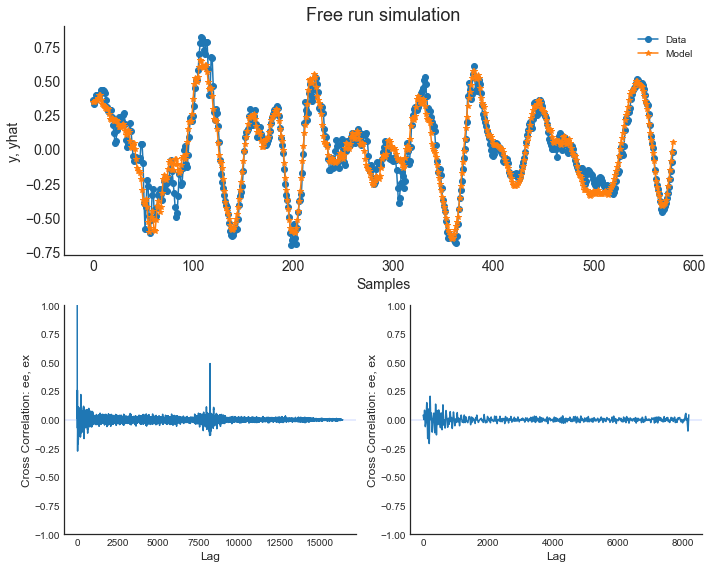 Free run simulation
Data
Model
y, yhat
0.75
0.50
0.25
0.00
−0.25
−0.50
−0.75
0 100 200 300 400 500 600
Samples
Cross Correlation: ee, ex
1.00
0.75
0.50
0.25
0.00
−0.25
−0.50
−0.75
−1.00
0 2500 5000 7500 10000 12500 15000
Lag
Cross Correlation: ee, ex
1.00
0.75
0.50
0.25
0.00
−0.25
−0.50
−0.75
−1.00
0 2000 4000 6000 8000
Lag